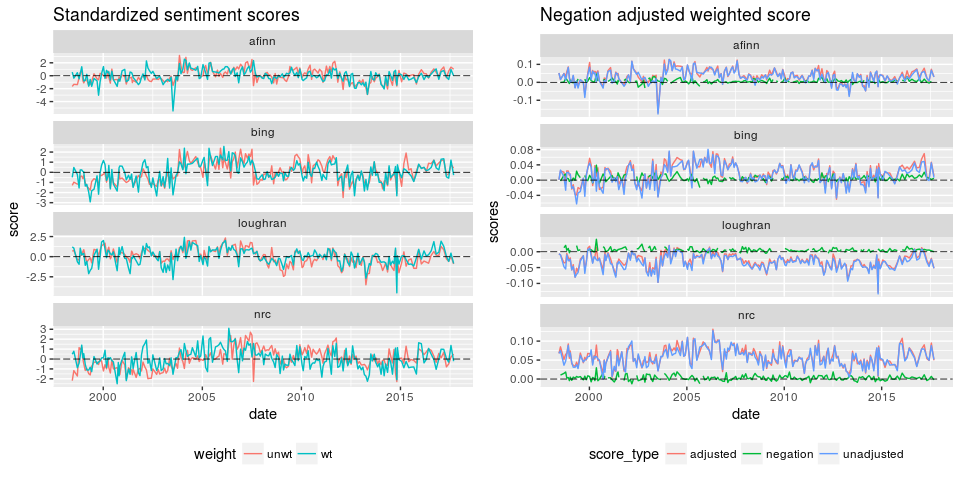 Standardized sentiment scores
afinn
2
0
-2
-4
bing
2
1
0
-1
-2
-3
loughran
2.5
0.0
-2.5
nrc
3
2
1
0
-1
-2
2000 2005 2010 2015
score
date
weight unwt wt
Negation adjusted weighted score
afinn
0.1
0.0
-0.1
bing
0.08
0.04
0.00
-0.04
loughran
0.00
-0.05
-0.10
nrc
0.10
0.05
0.00
2000 2005 2010 2015
scores
date
score_type adjusted negation unadjusted